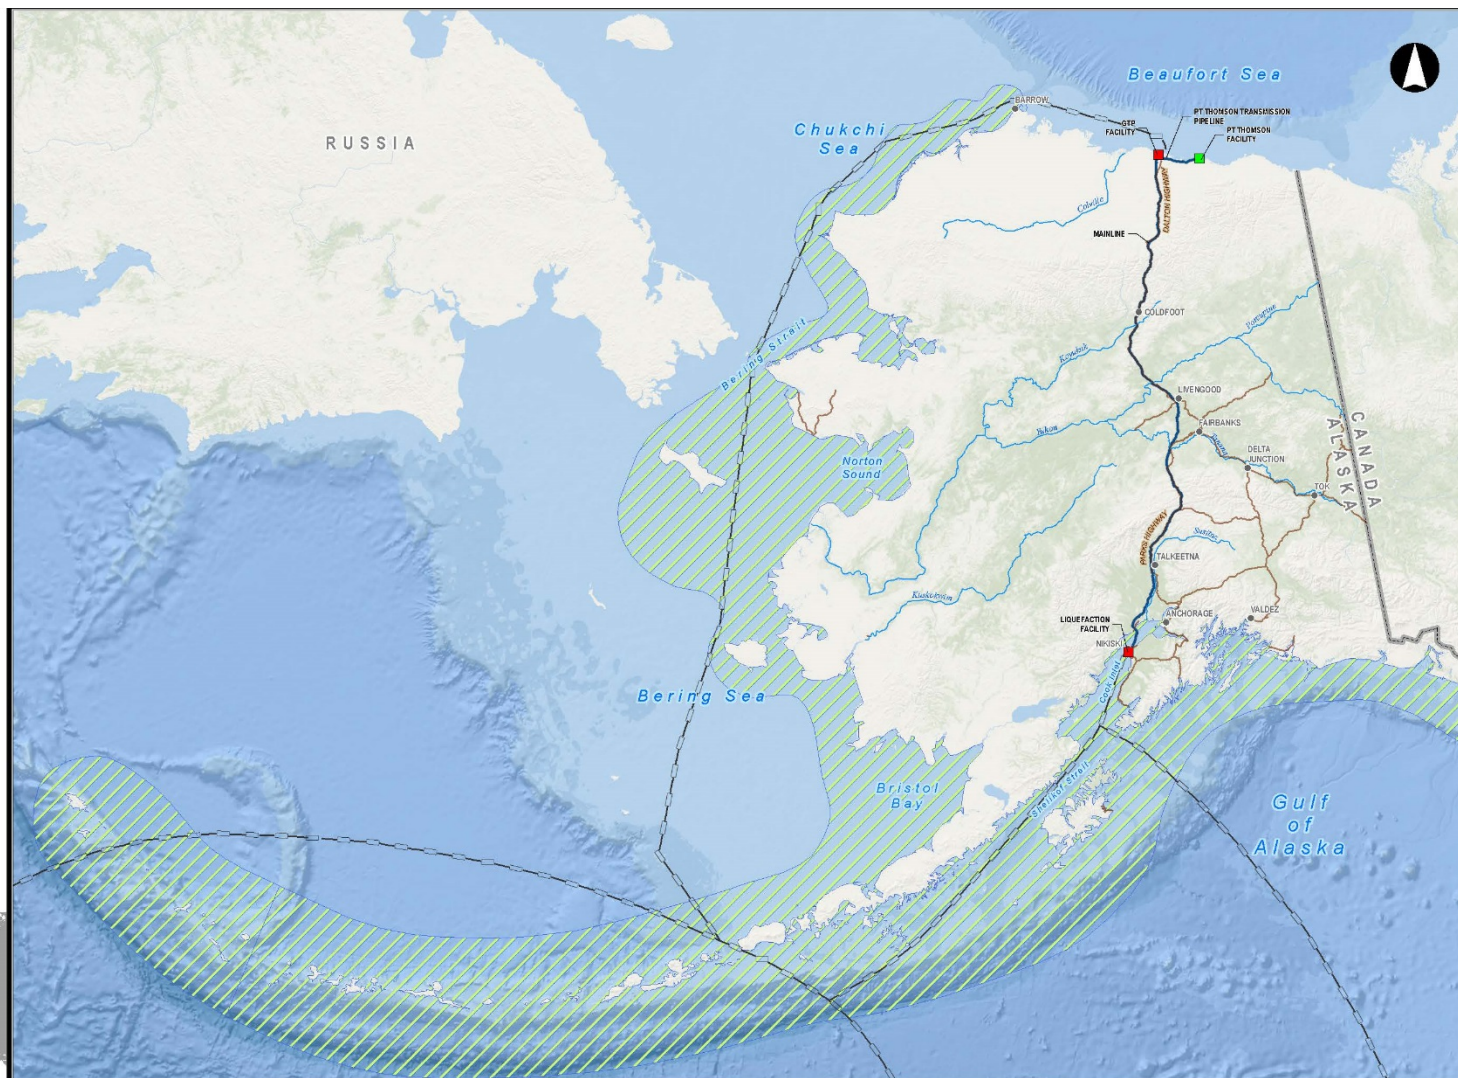 Beaufort Sea
BARROW
PT THOMSON TRANSMISSION
PIPELINE
GTP
FACILITY
PT THOMSON
FACILITY
Chukchi
Sea
RUSSIA
Colville
DALTON HIGHWAY
MAINLINE
COLDFOOT
Porcupine
Bering Strait
Koyukuk
LIVENGOOD
CANADA
ALASKA
FAIRBANKS
Yukon
Tanana
DELTA
JUNCTION
Norton
Sound
TOK
PARKS HIGHWAY
Susitna
TALKEETNA
Kuskokwim
LIQUEFACTION
FACILITY
ANCHORAGE
VALDEZ
NIKISKI
Cook Inlet
Bering Sea
Shelikof Strait
Bristol
Bay
Gulf
of
Alaska